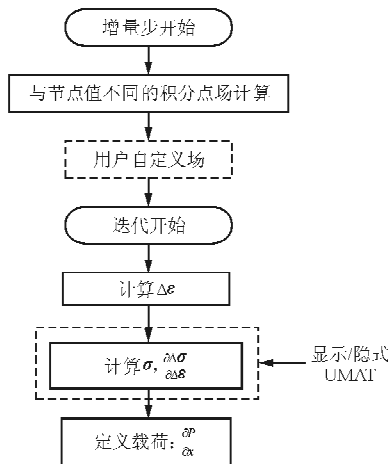 增量步开始
与节点值不同的积分点场计算
用户自定义场
迭代开始
计算Δε
计算σ, ∂Δσ/∂Δε
显示/隐式
UMAT
定义载荷: ∂P/∂x